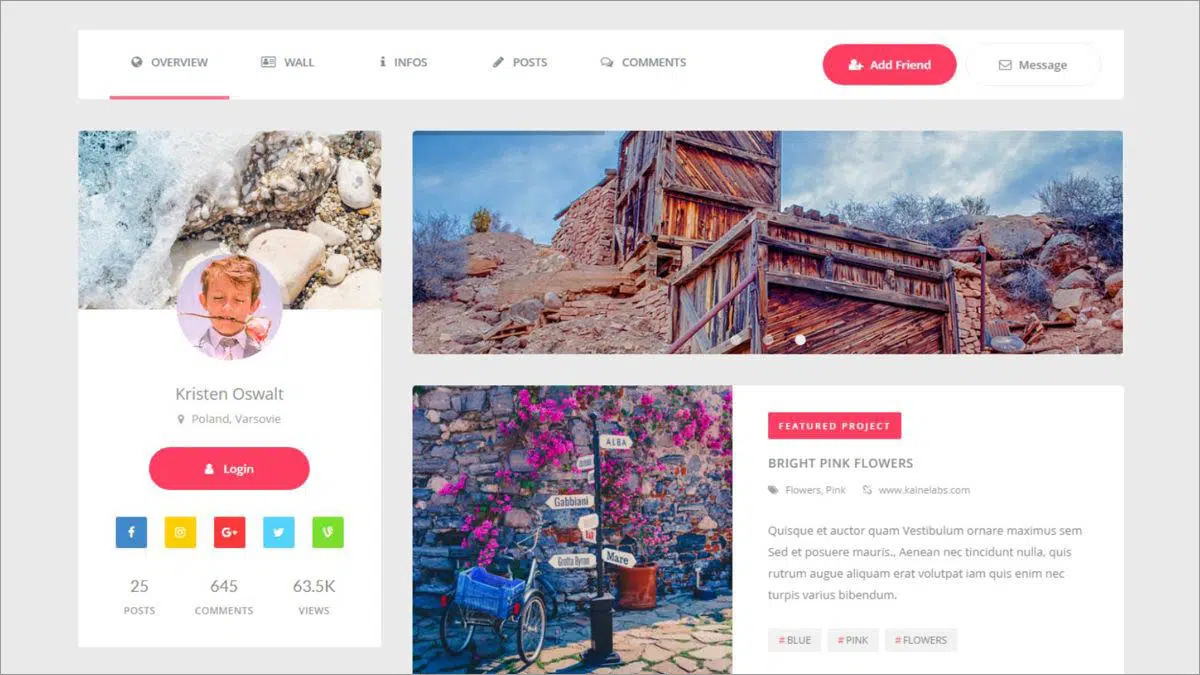 OVERVIEW
WALL
INFOS
POSTS
COMMENTS
Add Friend
Message
Kristen Oswalt
Poland, Varsovie
Login
25
POSTS
645
COMMENTS
63.5K
VIEWS
ALBA
Gabbiani
Grotta Byron
Mare
FEATURED PROJECT
BRIGHT PINK FLOWERS
Flowers, Pink
www.kainelabs.com
Quisque et auctor quam Vestibulum ornare maximus sem
Sed et posuere mauris., Aenean nec tincidunt nulla, quis
rutrum augue aliquam erat volutpat iam quis enim nec
turpis varius bibendum.
#BLUE
#PINK
#FLOWERS